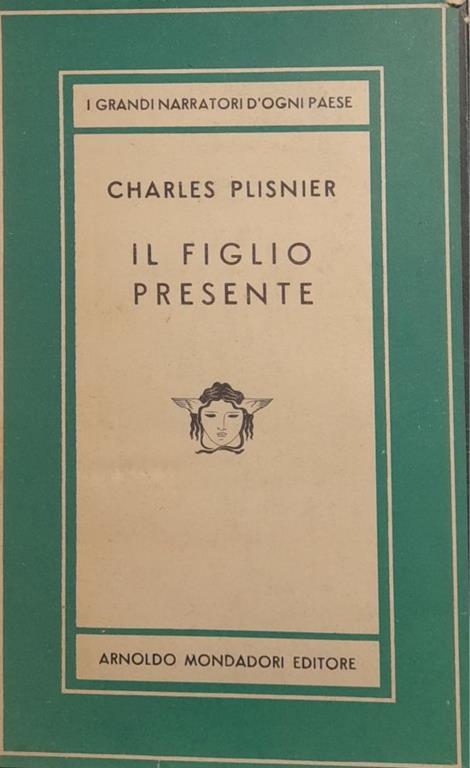 I GRANDI NARRATORI D'OGNI PAESE
CHARLES PLISNIER
IL FIGLIO
PRESENTE
ARNOLDO MONDADORI EDITORE